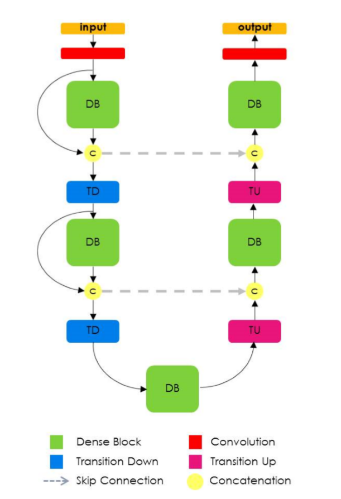 input output
DB DB
C C
TD TU
DB DB
C C
TD TU
DB
Dense Block Convolution
Transition Down Transition Up
Skip Connection Concatenation